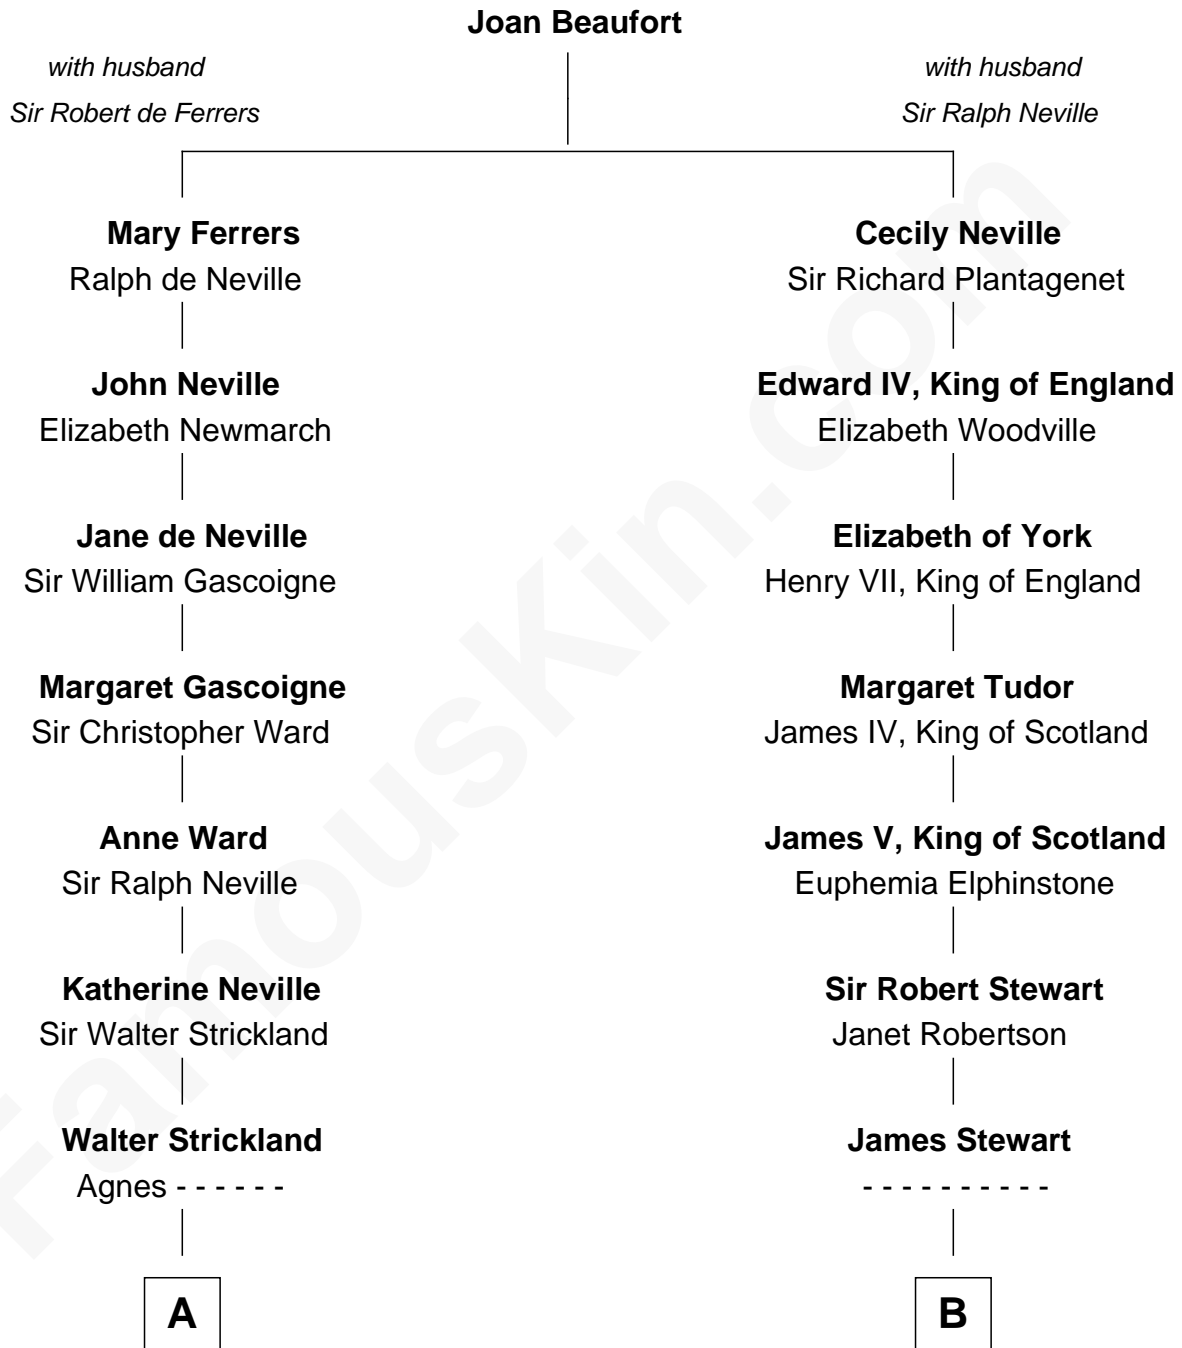 Joan Beaufort
with husband
Sir Robert de Ferrers
with husband
Sir Ralph Neville
Mary Ferrers
Ralph de Neville
Cecily Neville
Sir Richard Plantagenet
John Neville
Elizabeth Newmarch
Edward IV, King of England
Elizabeth Woodville
Jane de Neville
Sir William Gascoigne
Elizabeth of York
Henry VII, King of England
Margaret Gascoigne
Sir Christopher Ward
Margaret Tudor
James IV, King of Scotland
Anne Ward
Sir Ralph Neville
James V, King of Scotland
Euphemia Elphinstone
Katherine Neville
Sir Walter Strickland
Sir Robert Stewart
Janet Robertson
Walter Strickland
Agnes - - - - - -
James Stewart
- - - - - - - - - -
A
B
FamousKin.com